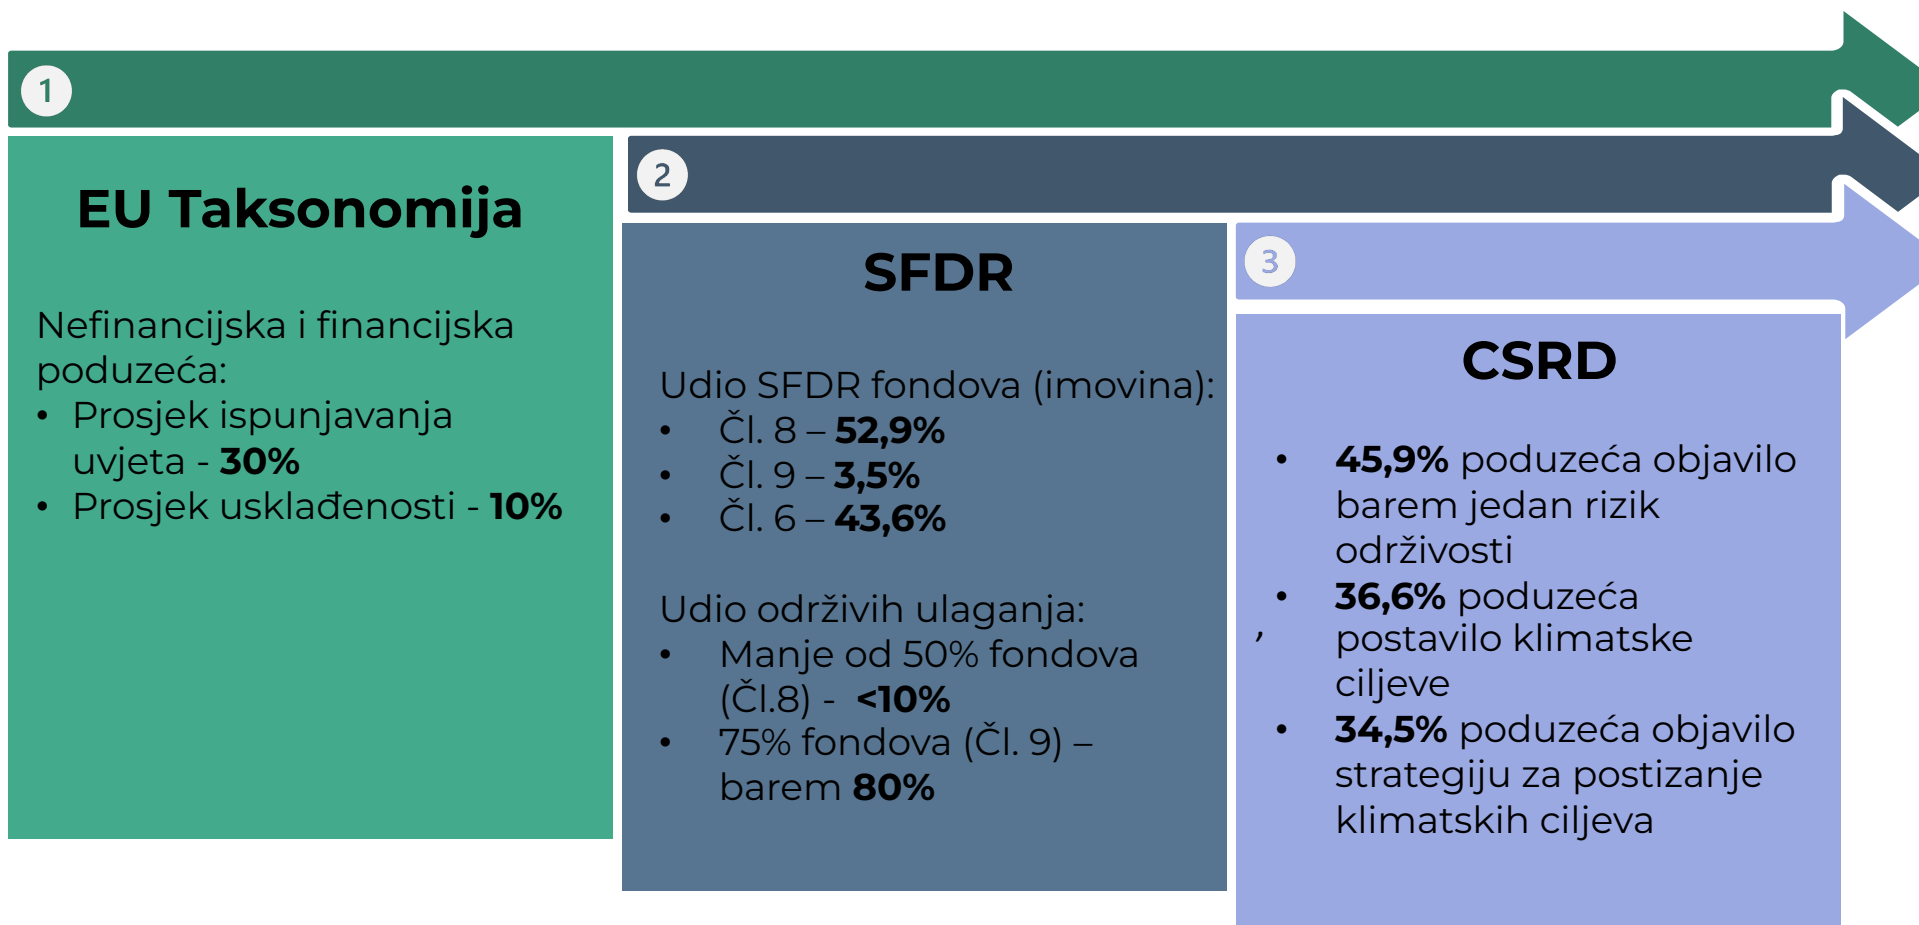 1
EU Taksonomija
Nefinancijska i financijska
poduzeća:
• Prosjek ispunjavanja
uvjeta - 30%
• Prosjek usklađenosti - 10%
2
SFDR
Udio SFDR fondova (imovina):
• Čl. 8 – 52,9%
• Čl. 9 – 3,5%
• Čl. 6 – 43,6%
Udio održivih ulaganja:
• Manje od 50% fondova
(Čl.8) - <10%
• 75% fondova (Čl. 9) –
barem 80%
3
CSRD
• 45,9% poduzeća objavilo
barem jedan rizik
održivosti
• 36,6% poduzeća
, postavilo klimatske
ciljeve
• 34,5% poduzeća objavilo
strategiju za postizanje
klimatskih ciljeva